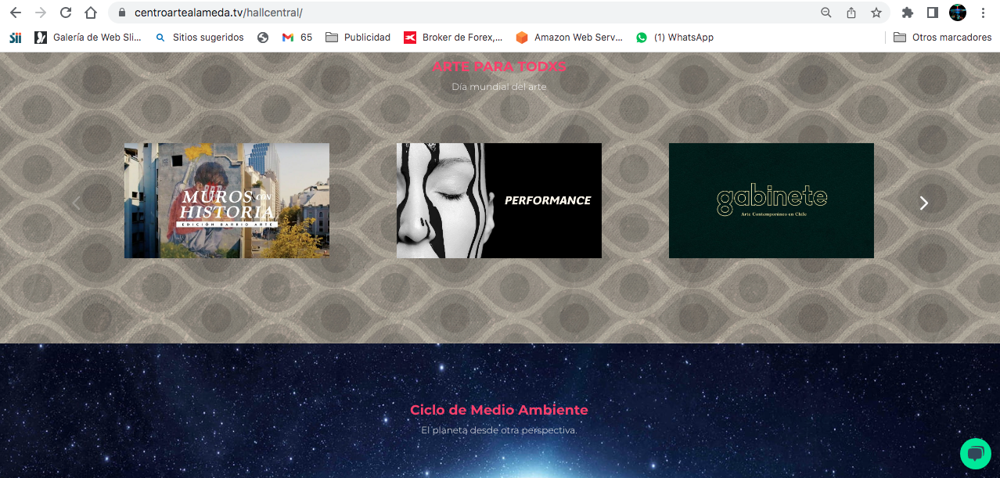 centroartealameda.tv/hallcentral/
Galería de Web Sli... Sitios sugeridos 65 Publicidad Broker de Forex,... Amazon Web Serv... (1) WhatsApp Otros marcadores
Sii
ARTE PARA TODXS
Día mundial del arte
MUROS CON
HISTORIA
EDICIÓN BARRIO ARTE
PERFORMANCE
gabinete
Arte Contemporáneo en Chile
Ciclo de Medio Ambiente
El planeta desde otra perspectiva.